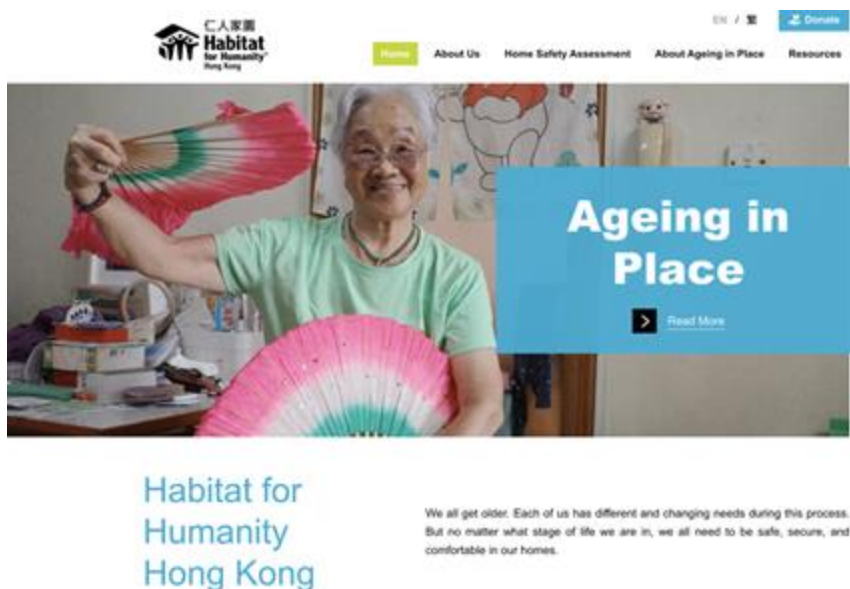 EN / 繁
Donate
仁人家園
Habitat
for Humanity®
Hong Kong
Home
About Us
Home Safety Assessment
About Ageing in Place
Resources
Ageing in
Place
Read More
Habitat for
Humanity
Hong Kong
We all get older. Each of us has different and changing needs during this process.
But no matter what stage of life we are in, we all need to be safe, secure, and
comfortable in our homes.